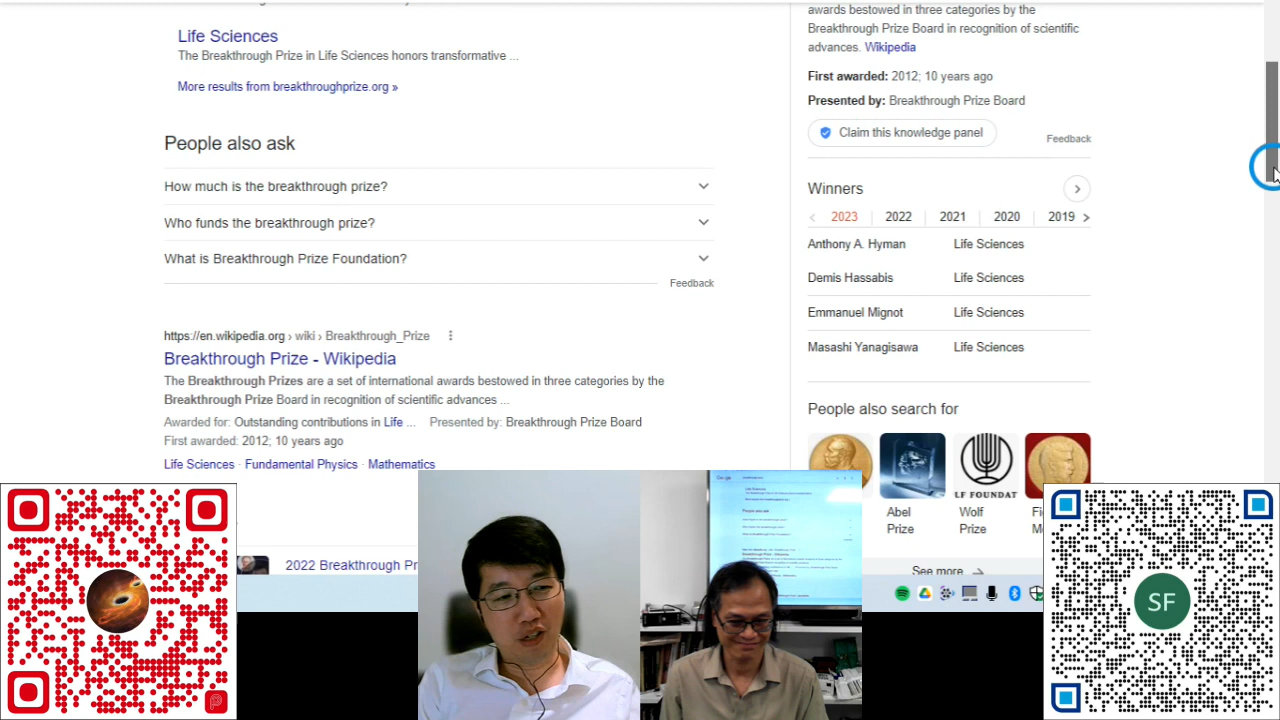 Life Sciences
The Breakthrough Prize in Life Sciences honors transformative ...
More results from breakthroughprize.org »
People also ask
How much is the breakthrough prize?
Who funds the breakthrough prize?
What is Breakthrough Prize Foundation?
Feedback
https://en.wikipedia.org › wiki › Breakthrough_Prize
Breakthrough Prize - Wikipedia
The Breakthrough Prizes are a set of international awards bestowed in three categories by the
Breakthrough Prize Board in recognition of scientific advances ...
Awarded for: Outstanding contributions in Life ... Presented by: Breakthrough Prize Board
First awarded: 2012; 10 years ago
Life Sciences · Fundamental Physics · Mathematics
2022 Breakthrough Pr
awards bestowed in three categories by the
Breakthrough Prize Board in recognition of scientific
advances. Wikipedia
First awarded: 2012; 10 years ago
Presented by: Breakthrough Prize Board
Claim this knowledge panel
Feedback
Winners
2023 2022 2021 2020 2019
Anthony A. Hyman Life Sciences
Demis Hassabis Life Sciences
Emmanuel Mignot Life Sciences
Masashi Yanagisawa Life Sciences
People also search for
LF FOUNDAT
Abel
Prize
Wolf
Prize
Fi
See more
SF